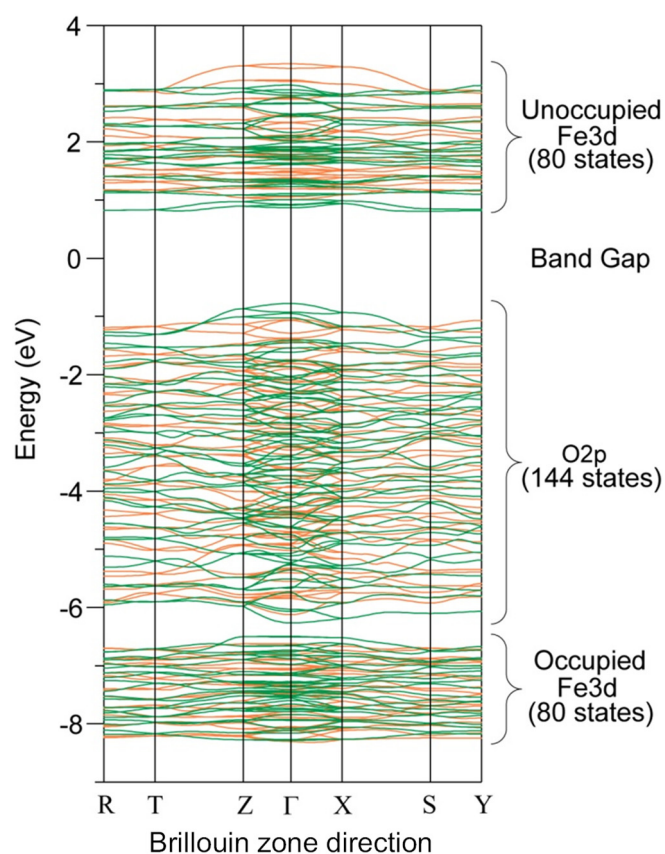 4
2
0
-2
-4
-6
-8
Energy (eV)
Unoccupied
Fe3d
(80 states)
Band Gap
O2p
(144 states)
Occupied
Fe3d
(80 states)
R T Z Γ X S Y
Brillouin zone direction